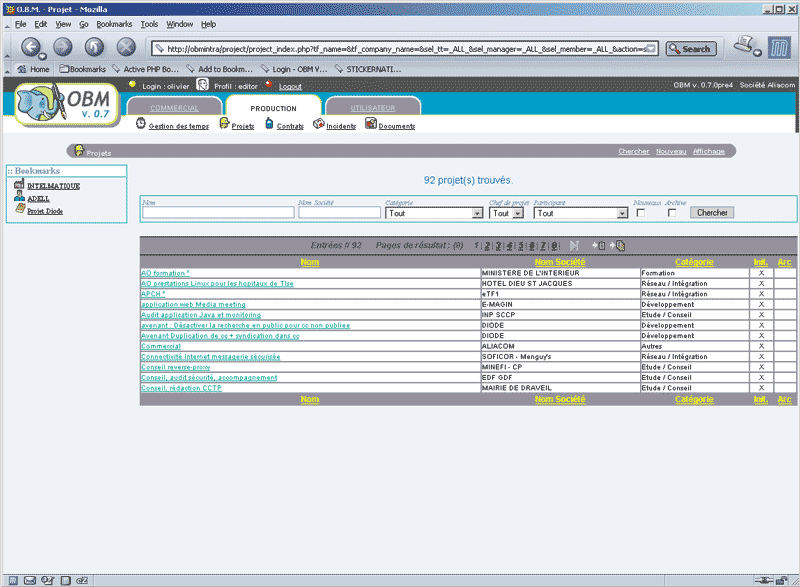 O.B.M. - Projet - Mozilla
File Edit View Go Bookmarks Tools Window Help
http://obmintra/project/project_index.php?tf_name=&tf_company_name=&sel_tt=_ALL_&sel_manager=_ALL_&sel_member=_ALL_&action=s Search
Home Bookmarks Active PHP Bo... Add to Bookm... Login - OBM V... STICKERNATI...
Login : olivier Profil : editor Logout OBM v. 0.7.0pre4 Société Aliacom
OBM
v. 0.7
COMMERCIAL PRODUCTION UTILISATEUR
Gestion des temps Projets Contrats Incidents Documents
Projets Chercher Nouveau Affichage
:: Bookmarks
INTELMATIQUE
ADELL
Projet Diode
92 projet(s) trouvés.
Nom Nom Société Catégorie Chef de projet Participant Nouveaux Archive
Tout Tout Tout Chercher
Entrées # 92 Pages de résultat : (8) 1 2 3 4 5 6 7 8
Nom Nom Société Catégorie Init. Arc
AO formation * MINISTERE DE L'INTERIEUR Formation X
AO prestations Linux pour les hopitaux de Tlse HOTEL DIEU ST JACQUES Réseau / Intégration X
APCH * eTF1 Réseau / Intégration X
application web Media meeting E-MAGIN Développement X
Audit application Java et monitoring INP SCCP Etude / Conseil X
avenant : Désactiver la recherche en public pour cc non publiee DIODE Développement X
Avenant Duplication de cc + syndication dans cc DIODE Développement X
Commercial ALIACOM Autres X
Connectivité Internet messagerie sécurisée SOFICOR - Menguy's Réseau / Intégration X
Conseil reverse-proxy MINEFI - CP Etude / Conseil X
Conseil, audit sécurité, accompagnement EDF GDF Etude / Conseil X
Conseil, rédaction CCTP MAIRIE DE DRAVEIL Etude / Conseil X
Nom Nom Société Catégorie Init. Arc